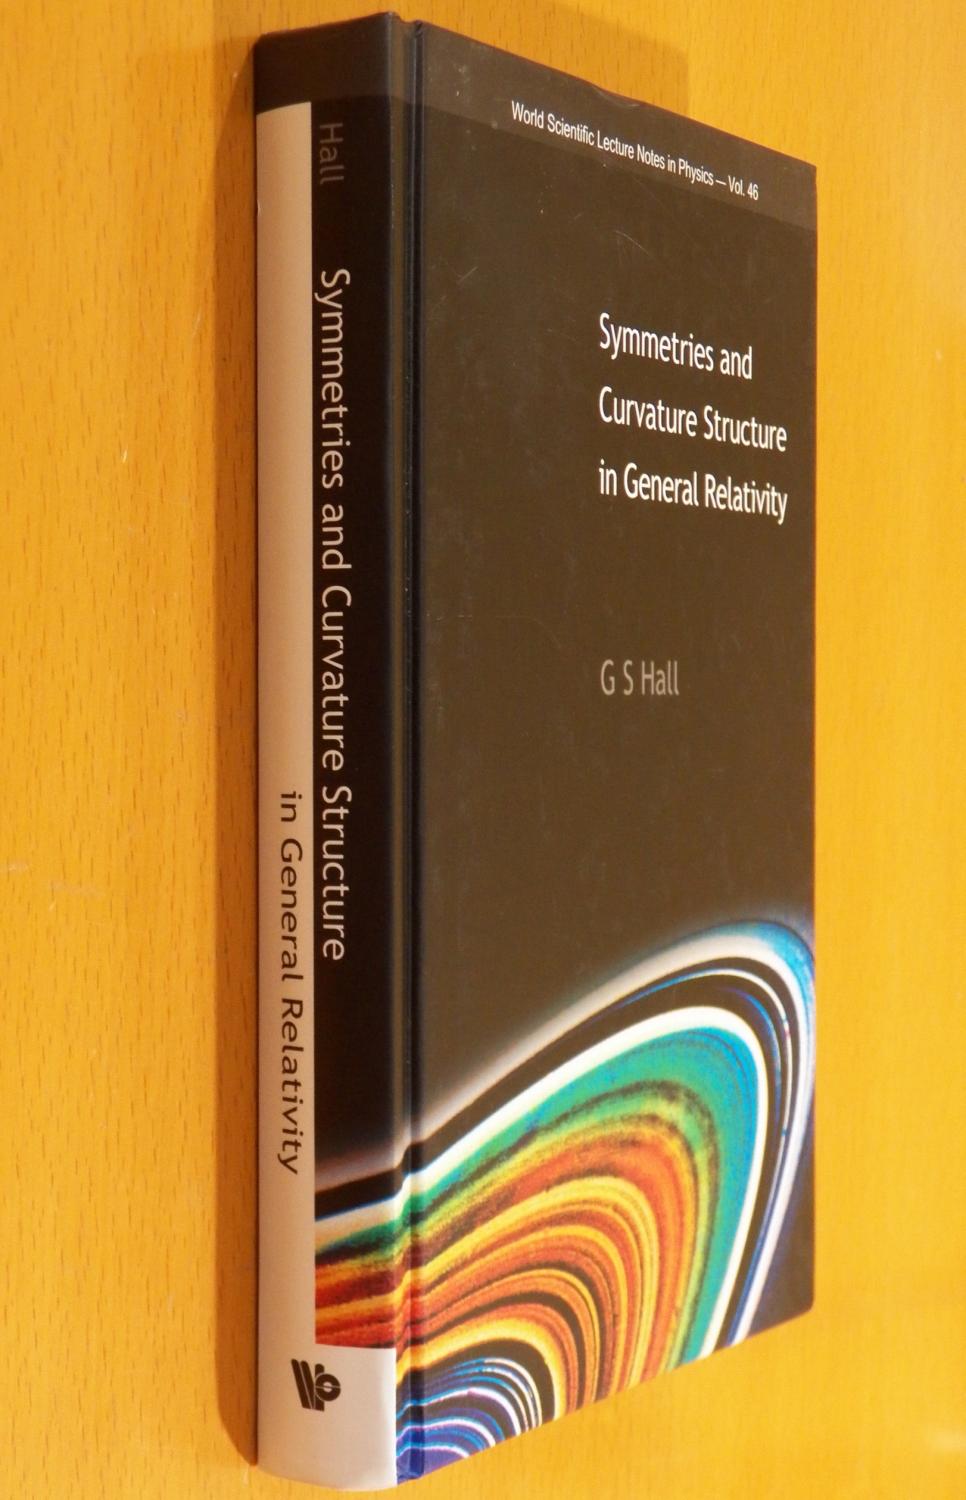 World Scientific Lecture Notes in Physics — Vol. 46
Symmetries and
Curvature Structure
in General Relativity
G S Hall
Hall
Symmetries and Curvature Structure
in General Relativity